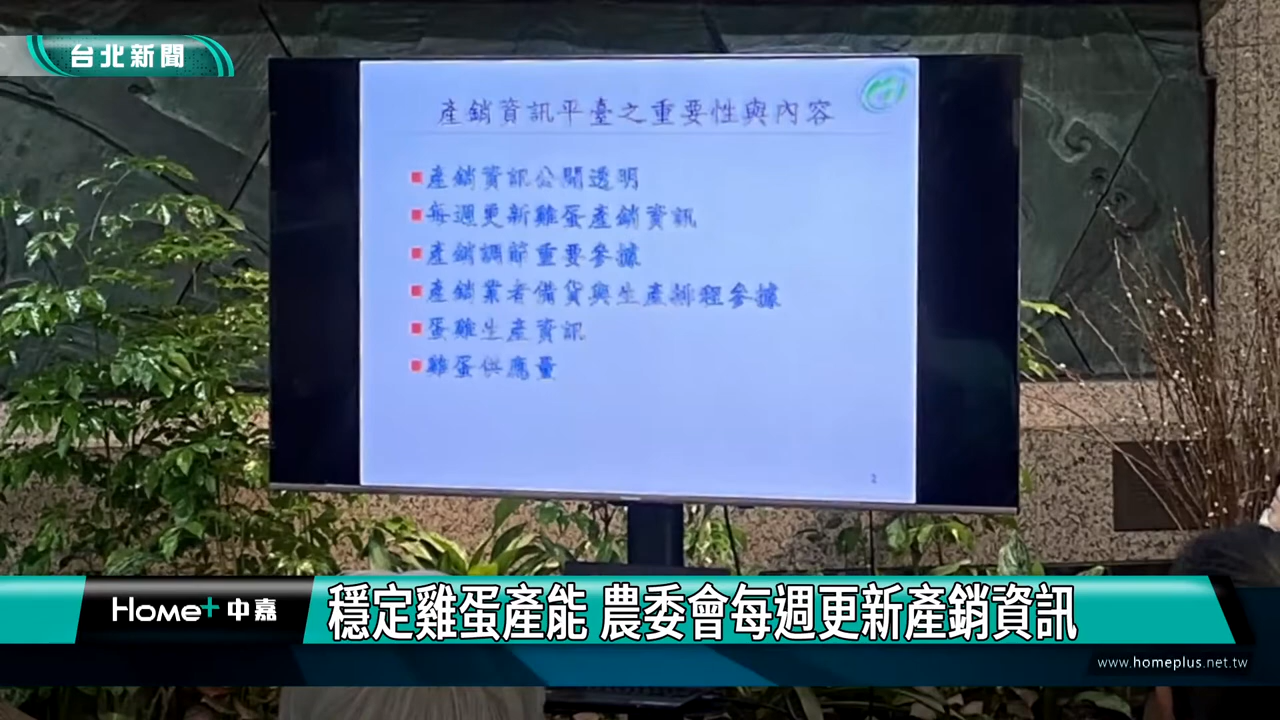 台北新聞
產銷資訊平臺之重要性與內容
產銷資訊公開透明
每週更新雞蛋產銷資訊
產銷調節重要參據
產銷業者備貨與生產排程參據
蛋雞生產資訊
雞蛋供應量
2
Home+中嘉
穩定雞蛋產能 農委會每週更新產銷資訊
www.homeplus.net.tw